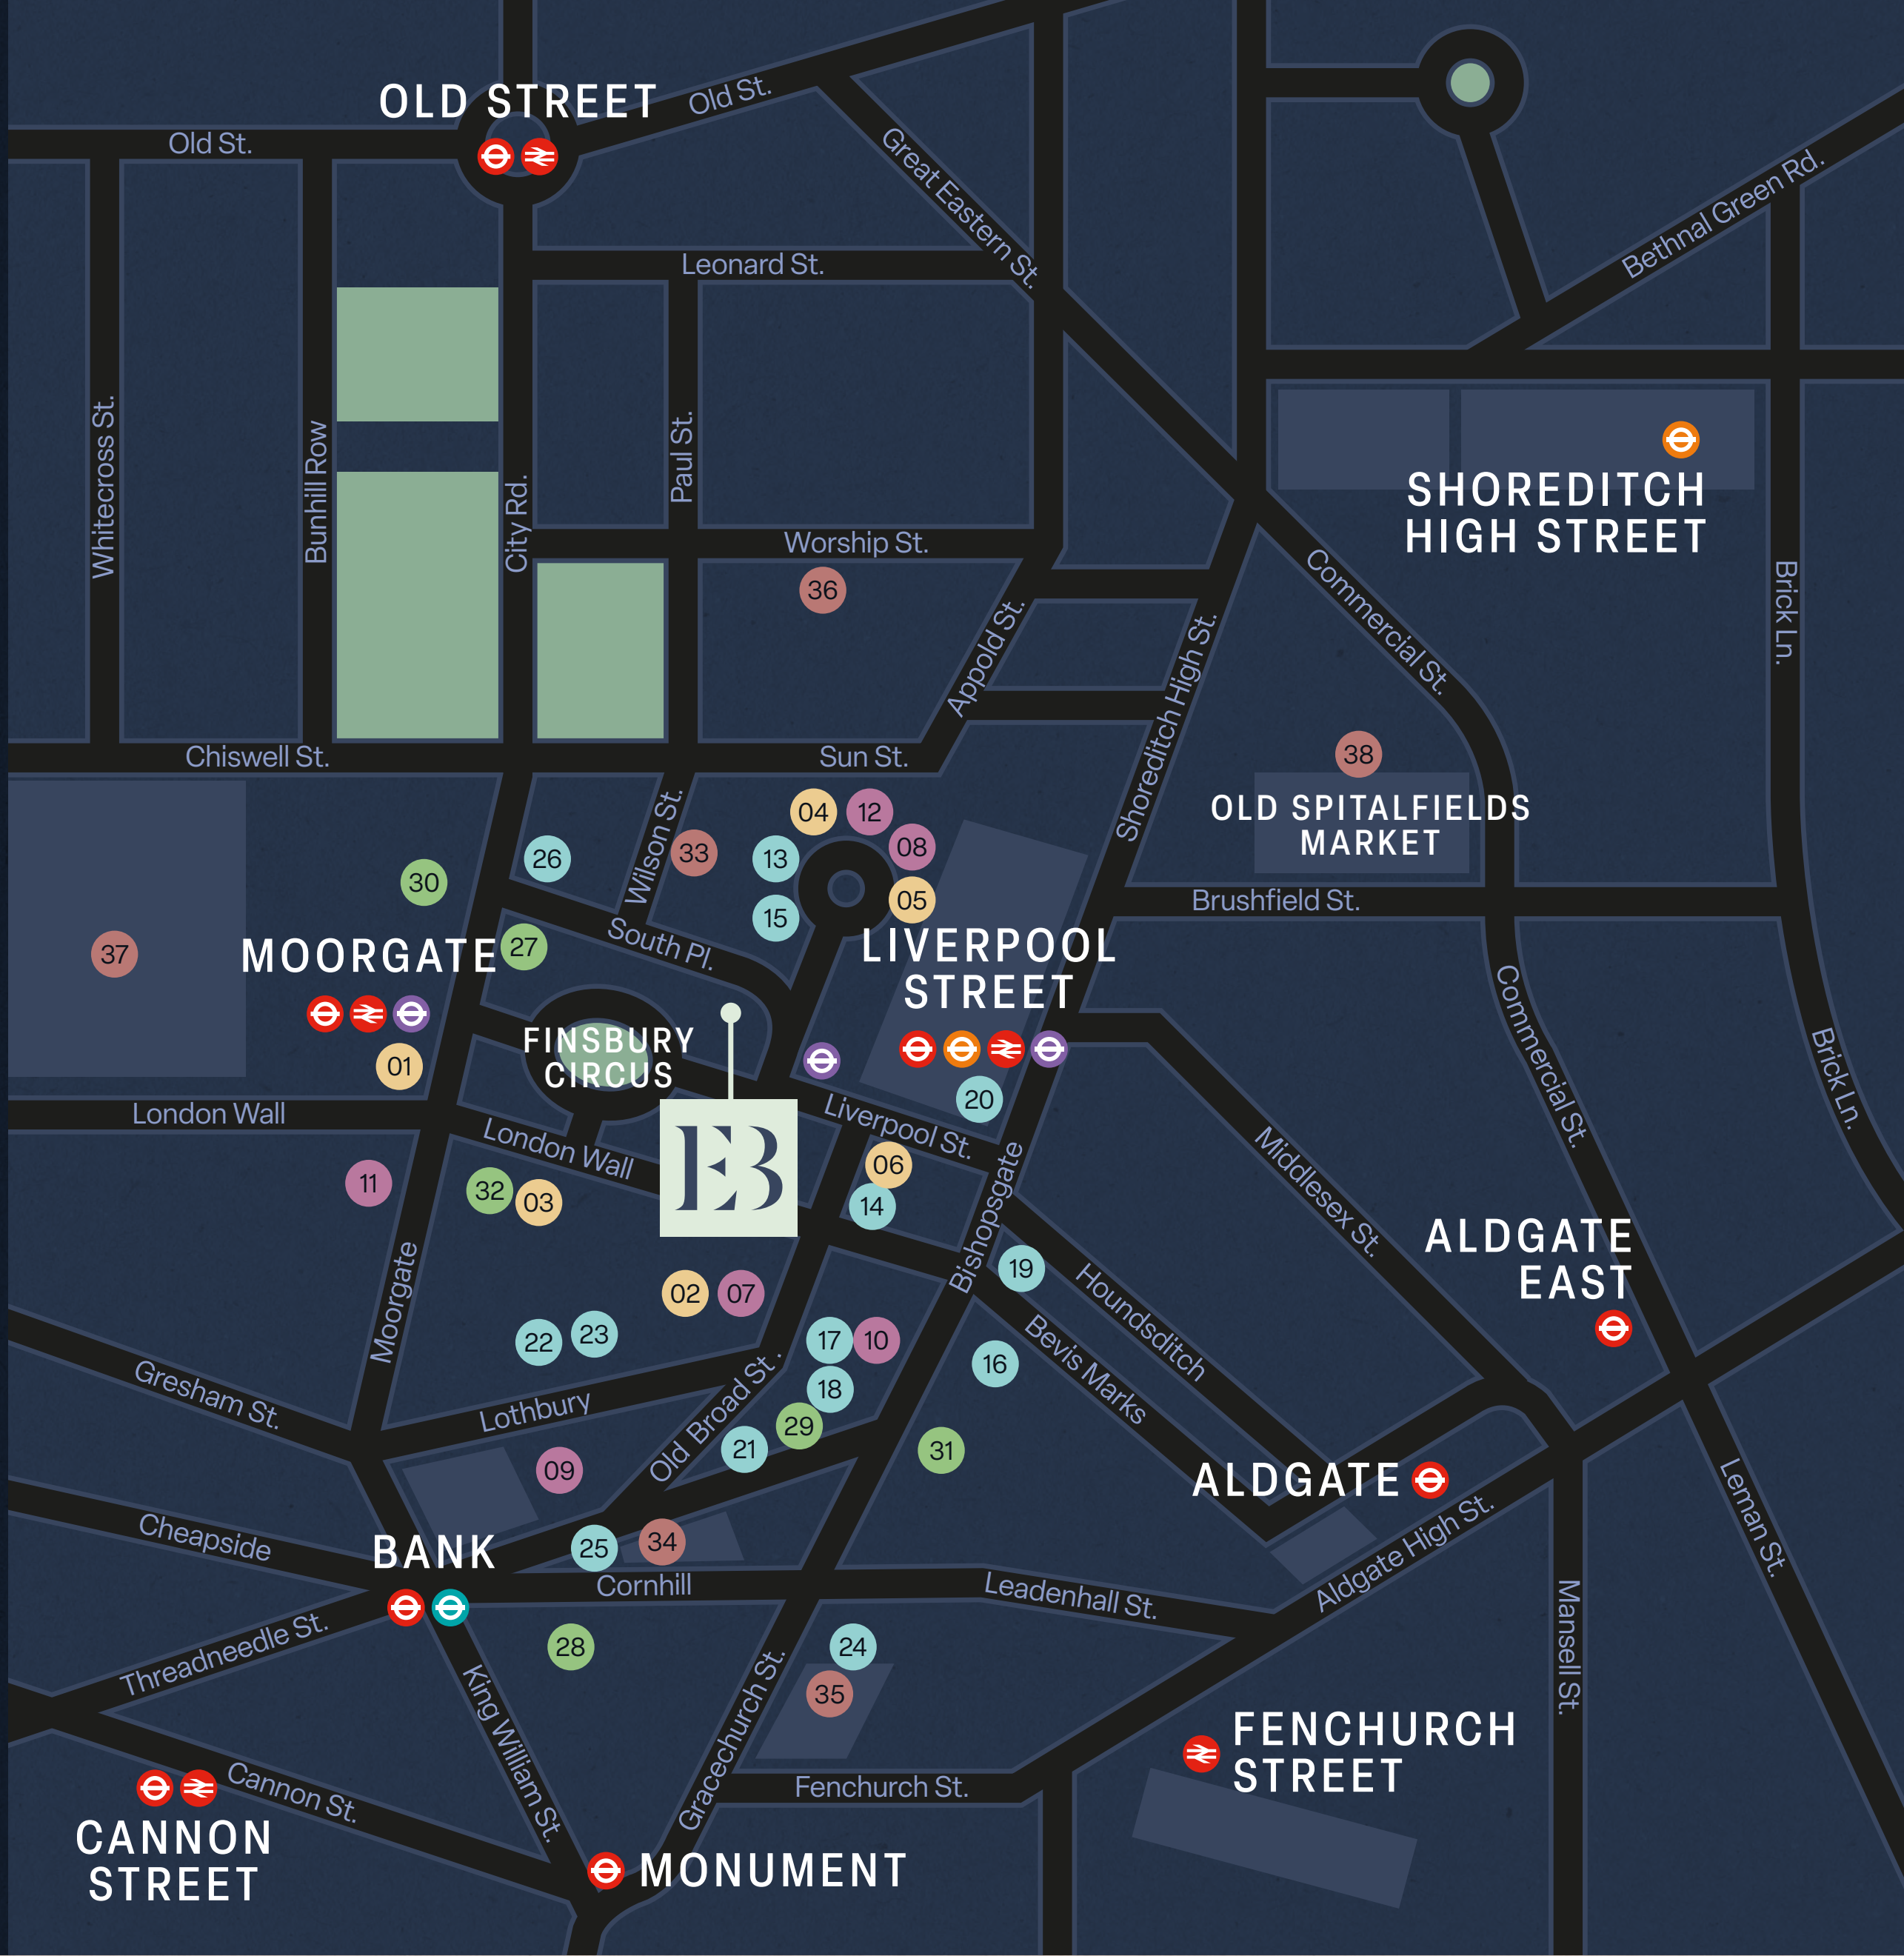 OLD STREET
Old St.
Old St.
Great Eastern St.
Bethnal Green Rd.
Leonard St.
Whitecross St.
Bunhill Row
City Rd.
Paul St.
Worship St.
36
SHOREDITCH
HIGH STREET
Commercial St.
Brick Ln.
Appold St.
Shoreditch High St.
Chiswell St.
Sun St.
38
OLD SPITALFIELDS
MARKET
04
12
26
Wilson St.
33
13
08
30
05
15
Brushfield St.
37
MOORGATE
27
South Pl.
LIVERPOOL
STREET
FINSBURY
CIRCUS
01
20
Commercial St.
Brick Ln.
London Wall
London Wall
EB
Liverpool St.
06
14
11
32
03
Bishopsgate
Middlesex St.
ALDGATE
EAST
19
Moorgate
02
07
Houndsditch
22
23
17
10
16
Bevis Marks
Gresham St.
Lothbury
Old Broad St.
18
29
21
31
09
ALDGATE
Leman St.
Cheapside
BANK
25
34
Cornhill
Leadenhall St.
Aldgate High St.
Mansell St.
Threadneedle St.
28
24
35
King William St.
Gracechurch St.
FENCHURCH
STREET
Cannon St.
Fenchurch St.
CANNON
STREET
MONUMENT